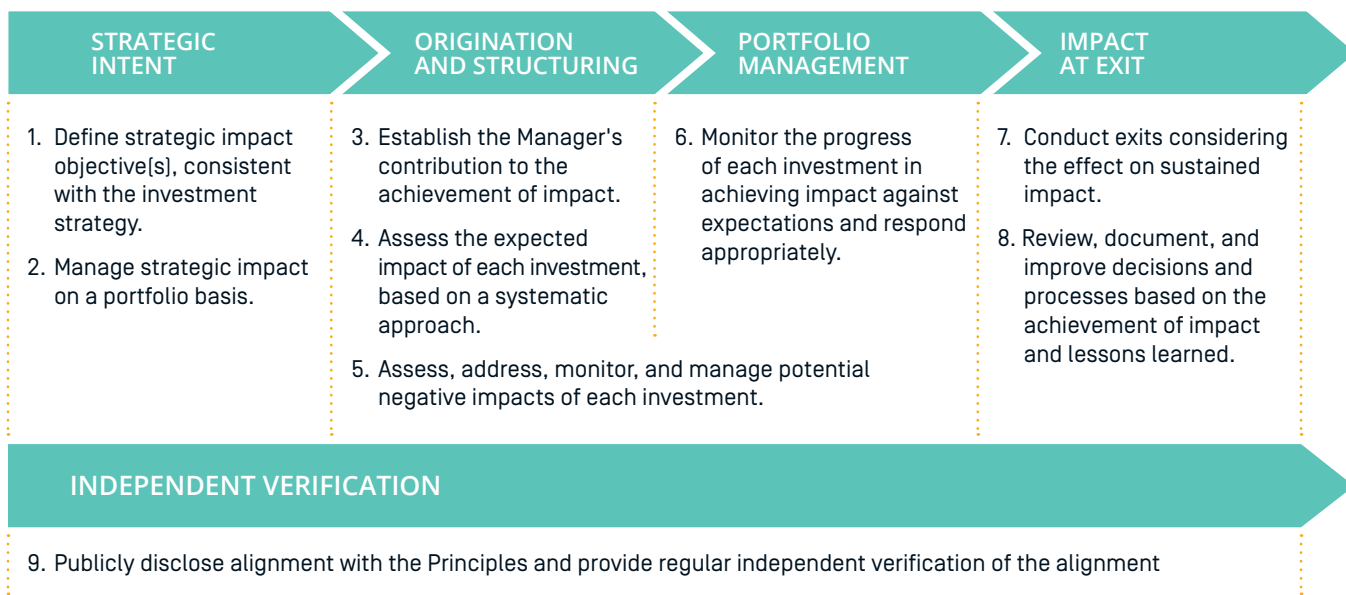 STRATEGIC
INTENT
ORIGINATION
AND STRUCTURING
PORTFOLIO
MANAGEMENT
IMPACT
AT EXIT
1. Define strategic impact
objective(s), consistent
with the investment
strategy.
2. Manage strategic impact
on a portfolio basis.
3. Establish the Manager's
contribution to the
achievement of impact.
4. Assess the expected
impact of each investment,
based on a systematic
approach.
5. Assess, address, monitor, and manage potential
negative impacts of each investment.
6. Monitor the progress
of each investment in
achieving impact against
expectations and respond
appropriately.
7. Conduct exits considering
the effect on sustained
impact.
8. Review, document, and
improve decisions and
processes based on the
achievement of impact
and lessons learned.
INDEPENDENT VERIFICATION
9. Publicly disclose alignment with the Principles and provide regular independent verification of the alignment